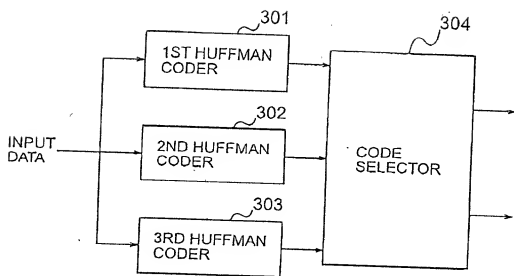 301
1ST HUFFMAN
CODER
302
2ND HUFFMAN
CODER
303
3RD HUFFMAN
CODER
304
CODE
SELECTOR
INPUT
DATA